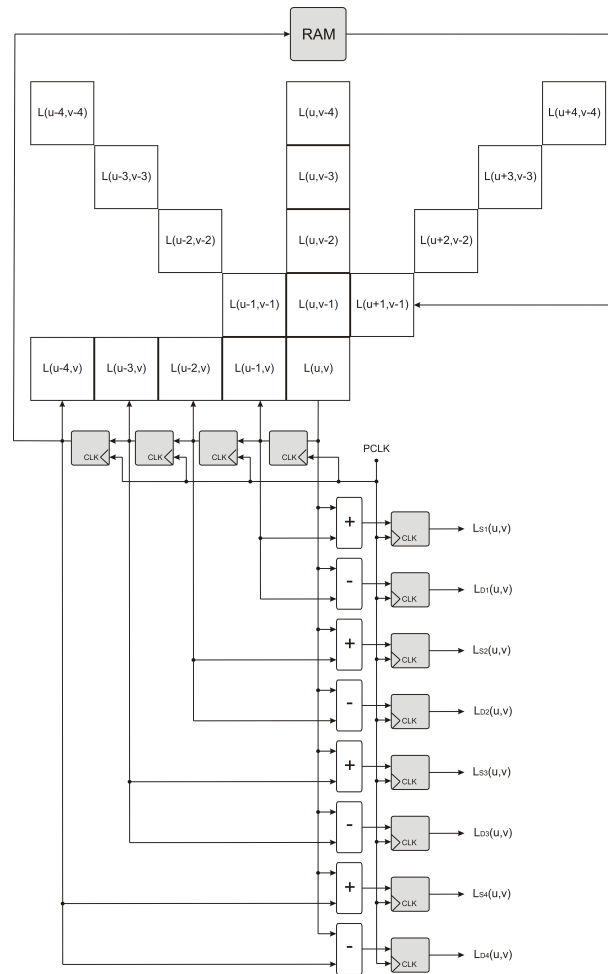 RAM
L(u-4,v-4) L(u,v-4) L(u+4,v-4)
L(u-3,v-3) L(u,v-3) L(u+3,v-3)
L(u-2,v-2) L(u,v-2) L(u+2,v-2)
L(u-1,v-1) L(u,v-1) L(u+1,v-1)
L(u-4,v) L(u-3,v) L(u-2,v) L(u-1,v) L(u,v)
PCLK
CLK CLK CLK CLK
+ CLK LS1(u,v)
- CLK LD1(u,v)
+ CLK LS2(u,v)
- CLK LD2(u,v)
+ CLK LS3(u,v)
- CLK LD3(u,v)
+ CLK LS4(u,v)
- CLK LD4(u,v)